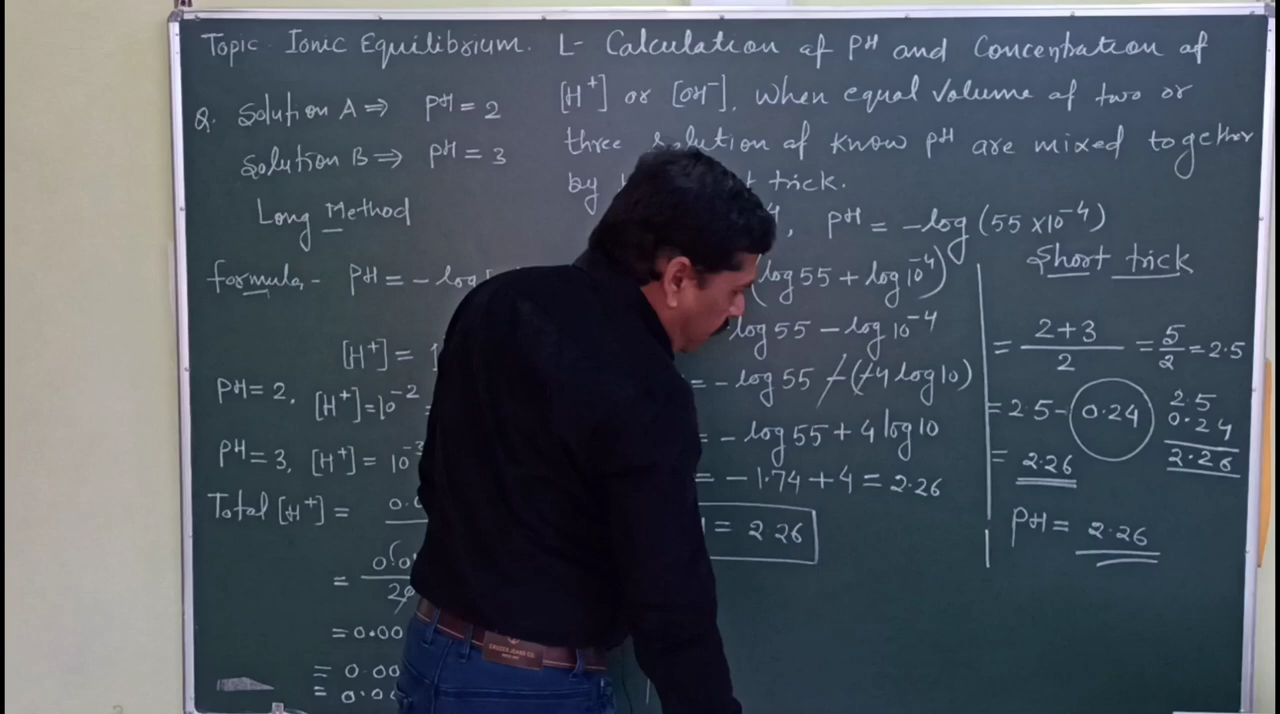 Topic. Ionic Equilibrium. L- Calculation of PH and Concentration of
[H⁺] or [OH⁻], When equal Volume of two or
three solution of know PH are mixed together
by trick.
Q. Solution A ⇒ PH = 2
Solution B ⇒ PH = 3
Long Method
formula - PH = - log
[H⁺] =
PH = 2, [H⁺] = 10⁻²
PH = 3, [H⁺] = 10
Total [H⁺] =
=
= 0.00
= 0.00
= 0.0
, PH = - log (55 × 10⁻⁴)
(log 55 + log 10⁻⁴)
log 55 - log 10⁻⁴
= - log 55 - (-4 log 10)
= - log 55 + 4 log 10
= - 1.74 + 4 = 2.26
= 2.26
Short trick
= 2+3/2 = 5/2 = 2.5
= 2.5 - 0.24
= 2.26
2.5
0.24
2.26
PH = 2.26